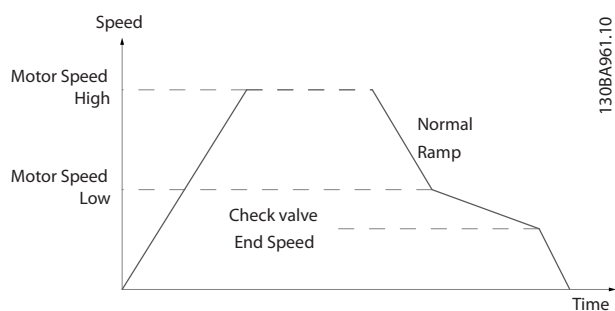 Speed
Motor Speed
High
Normal
Ramp
Motor Speed
Low
Check valve
End Speed
Time
130BA961.10